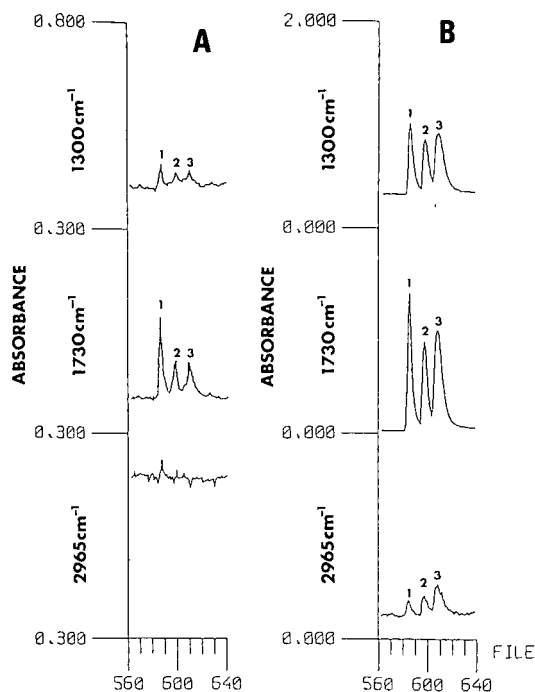 A
0.800
1300cm⁻¹
1 2 3
0.300
ABSORBANCE
1730cm⁻¹
1
2 3
0.300
2965cm⁻¹
0.300
560 600 640
B
2.000
1300cm⁻¹
1
2 3
0.000
ABSORBANCE
1730cm⁻¹
1
2 3
0.000
2965cm⁻¹
1 2 3
0.000
FILE
560 600 640